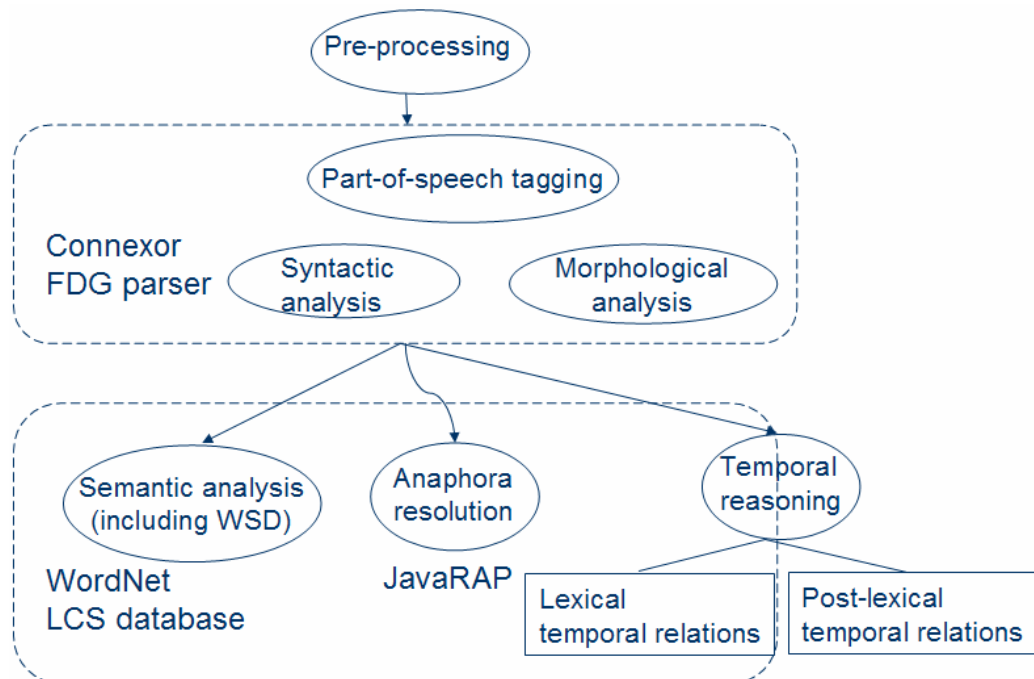 Pre-processing
Part-of-speech tagging
Connexor
FDG parser
Syntactic
analysis
Morphological
analysis
Semantic analysis
(including WSD)
Anaphora
resolution
Temporal
reasoning
WordNet
LCS database
JavaRAP
Lexical
temporal relations
Post-lexical
temporal relations